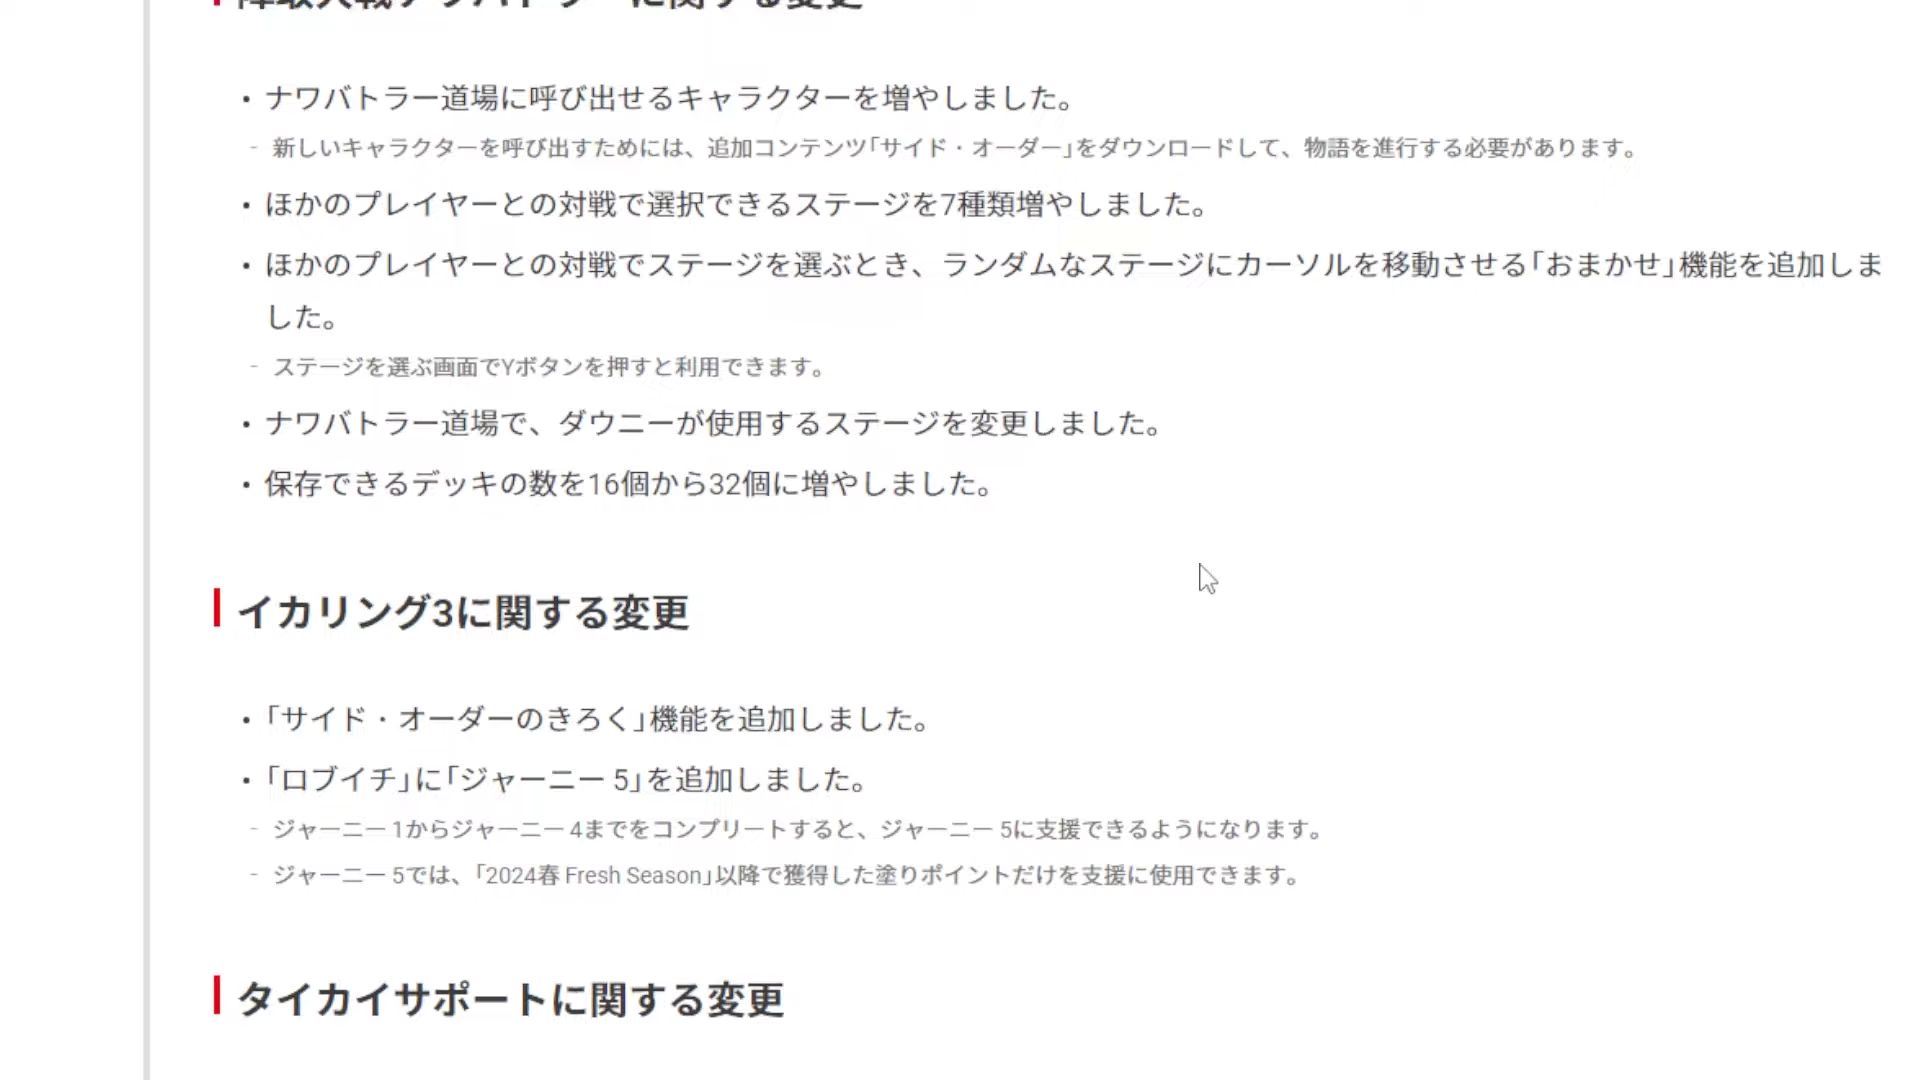 陣取大戦ナワバトラーに関する変更
・ナワバトラー道場に呼び出せるキャラクターを増やしました。
- 新しいキャラクターを呼び出すためには、追加コンテンツ「サイド・オーダー」をダウンロードして、物語を進行する必要があります。
・ほかのプレイヤーとの対戦で選択できるステージを7種類増やしました。
・ほかのプレイヤーとの対戦でステージを選ぶとき、ランダムなステージにカーソルを移動させる「おまかせ」機能を追加しま
した。
- ステージを選ぶ画面でYボタンを押すと利用できます。
・ナワバトラー道場で、ダウニーが使用するステージを変更しました。
・保存できるデッキの数を16個から32個に増やしました。
イカリング3に関する変更
・「サイド・オーダーのきろく」機能を追加しました。
・「ロブイチ」に「ジャーニー 5」を追加しました。
- ジャーニー 1からジャーニー 4までをコンプリートすると、ジャーニー 5に支援できるようになります。
- ジャーニー 5では、「2024春 Fresh Season」以降で獲得した塗りポイントだけを支援に使用できます。
タイカイサポートに関する変更